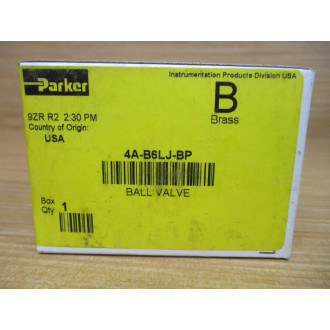 Parker
Instrumentation Products Division USA
B
Brass
9ZR R2 2:30 PM
Country of Origin:
USA
4A-B6LJ-BP
BALL VALVE
Box
Qty 1